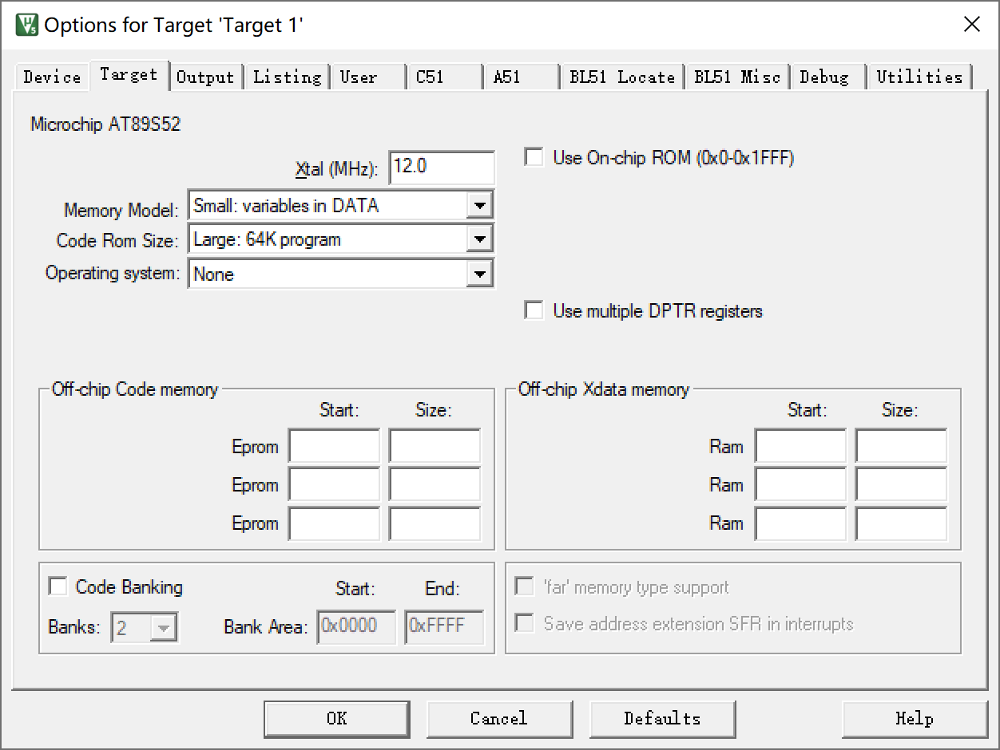 Options for Target 'Target 1'
Device Target Output Listing User C51 A51 BL51 Locate BL51 Misc Debug Utilities
Microchip AT89S52
Xtal (MHz): 12.0
Use On-chip ROM (0x0-0x1FFF)
Memory Model: Small: variables in DATA
Code Rom Size: Large: 64K program
Operating system: None
Use multiple DPTR registers
Off-chip Code memory
Start: Size:
Eprom
Eprom
Eprom
Off-chip Xdata memory
Start: Size:
Ram
Ram
Ram
Code Banking Start: End:
Banks: 2 Bank Area: 0x0000 0xFFFF
'far' memory type support
Save address extension SFR in interrupts
OK Cancel Defaults Help